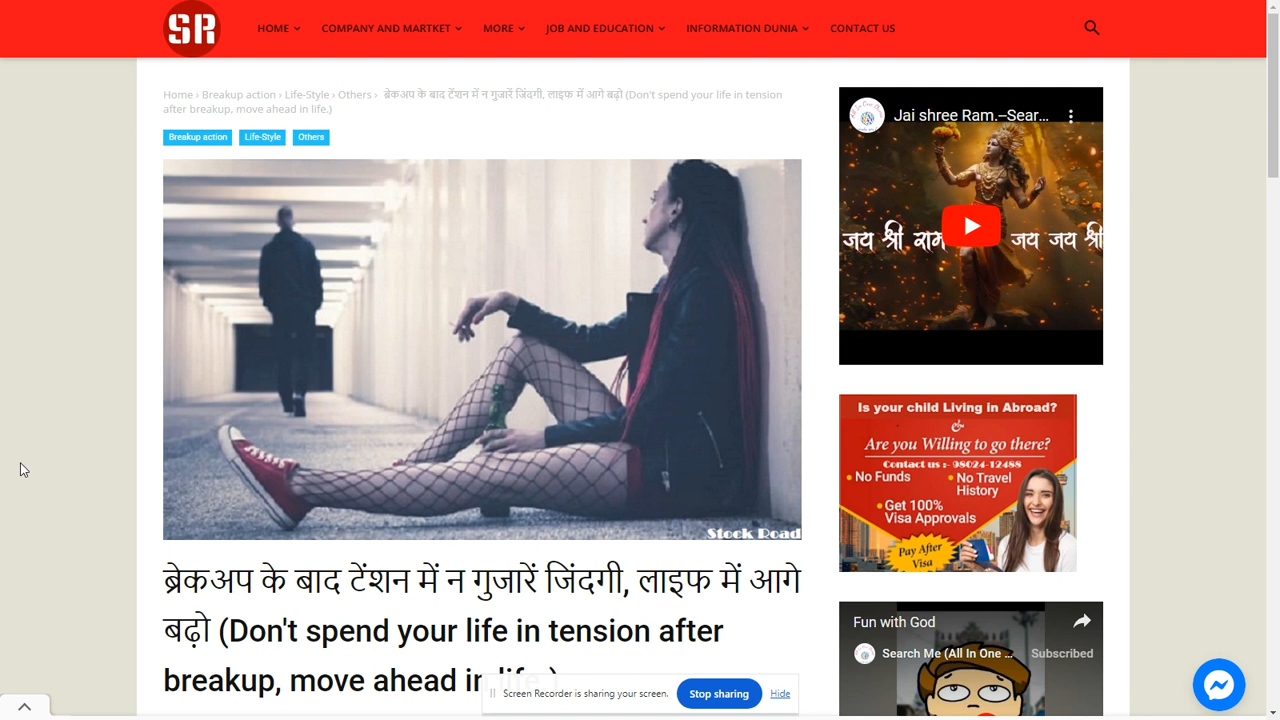 SR
HOME
COMPANY AND MARTKET
MORE
JOB AND EDUCATION
INFORMATION DUNIA
CONTACT US
Home › Breakup action › Life-Style › Others › ब्रेकअप के बाद टेंशन में न गुजारें जिंदगी, लाइफ में आगे बढ़ो (Don't spend your life in tension
after breakup, move ahead in life.)
Breakup action
Life-Style
Others
Stock Road
ब्रेकअप के बाद टेंशन में न गुजारें जिंदगी, लाइफ में आगे
बढ़ो (Don't spend your life in tension after
breakup, move ahead in life.)
Screen Recorder is sharing your screen.
Stop sharing
Hide
Jai shree Ram.–Sear...
जय श्री राम
जय जय श्री
Is your child Living in Abroad?
Are you Willing to go there?
Contact us :- 98024-12488
No Funds
No Travel
History
Get 100%
Visa Approvals
Pay After
Visa
Fun with God
Search Me (All In One ...
Subscribed